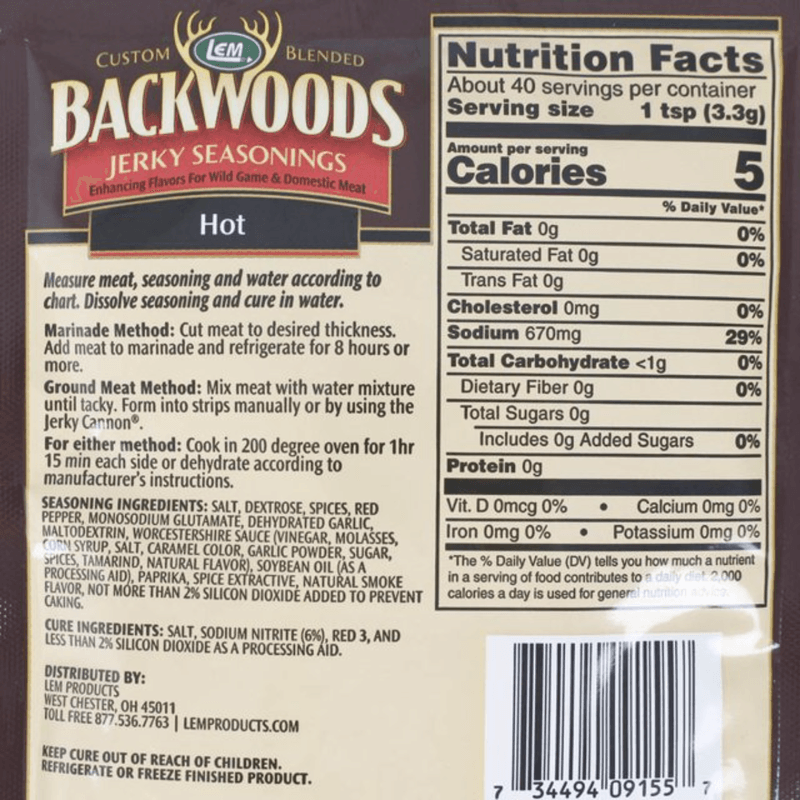 CUSTOM LEM BLENDED
BACKWOODS
JERKY SEASONINGS
Enhancing Flavors For Wild Game & Domestic Meat
Hot
Measure meat, seasoning and water according to
chart. Dissolve seasoning and cure in water.
Marinade Method: Cut meat to desired thickness.
Add meat to marinade and refrigerate for 8 hours or
more.
Ground Meat Method: Mix meat with water mixture
until tacky. Form into strips manually or by using the
Jerky Cannon®.
For either method: Cook in 200 degree oven for 1hr
15 min each side or dehydrate according to
manufacturer's instructions.
SEASONING INGREDIENTS: SALT, DEXTROSE, SPICES, RED
PEPPER, MONOSODIUM GLUTAMATE, DEHYDRATED GARLIC,
MALTODEXTRIN, WORCESTERSHIRE SAUCE (VINEGAR, MOLASSES,
CORN SYRUP, SALT, CARAMEL COLOR, GARLIC POWDER, SUGAR,
SPICES, TAMARIND, NATURAL FLAVOR), SOYBEAN OIL (AS A
PROCESSING AID), PAPRIKA, SPICE EXTRACTIVE, NATURAL SMOKE
FLAVOR, NOT MORE THAN 2% SILICON DIOXIDE ADDED TO PREVENT
CAKING.
CURE INGREDIENTS: SALT, SODIUM NITRITE (6%), RED 3, AND
LESS THAN 2% SILICON DIOXIDE AS A PROCESSING AID.
DISTRIBUTED BY:
LEM PRODUCTS
WEST CHESTER, OH 45011
TOLL FREE 877.536.7763 | LEMPRODUCTS.COM
KEEP CURE OUT OF REACH OF CHILDREN.
REFRIGERATE OR FREEZE FINISHED PRODUCT.
Nutrition Facts
About 40 servings per container
Serving size 1 tsp (3.3g)
Amount per serving
Calories 5
% Daily Value*
Total Fat 0g 0%
Saturated Fat 0g 0%
Trans Fat 0g
Cholesterol 0mg 0%
Sodium 670mg 29%
Total Carbohydrate <1g 0%
Dietary Fiber 0g 0%
Total Sugars 0g
Includes 0g Added Sugars 0%
Protein 0g
Vit. D 0mcg 0% • Calcium 0mg 0%
Iron 0mg 0% • Potassium 0mg 0%
*The % Daily Value (DV) tells you how much a nutrient
in a serving of food contributes to a daily diet. 2,000
calories a day is used for general nutrition advice.
7 34494 09155 7